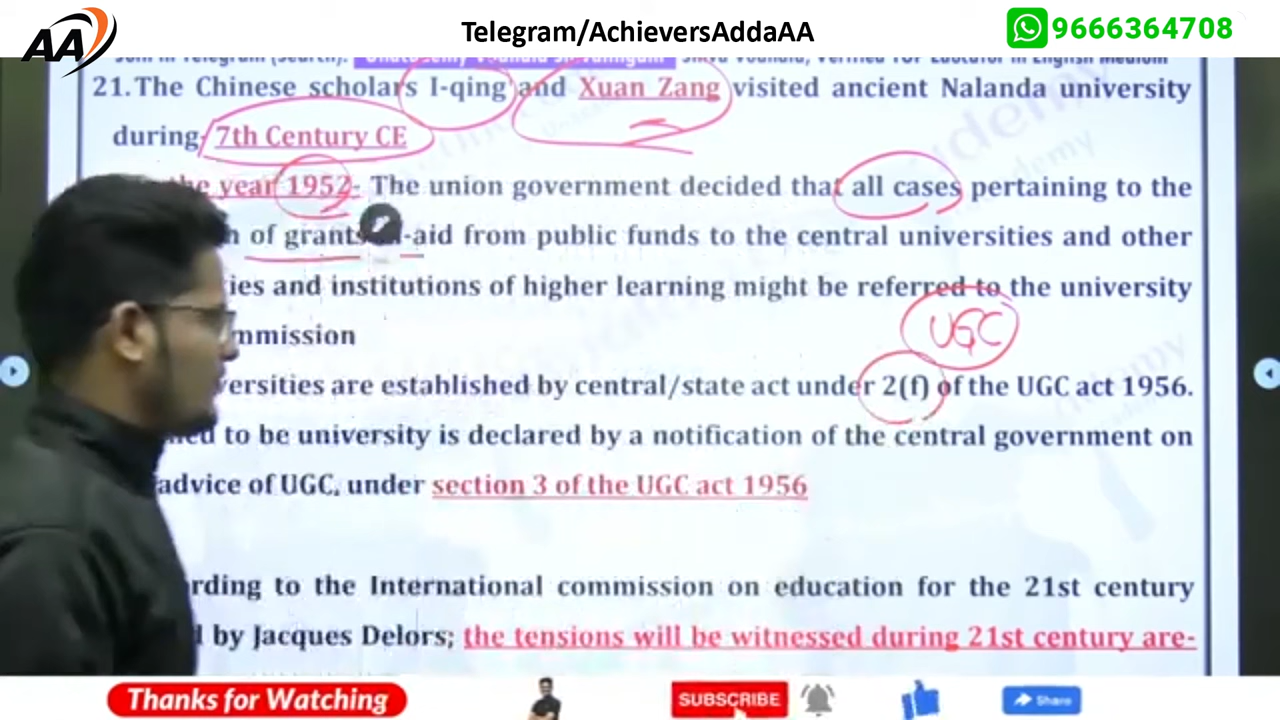 AA
Telegram/AchieversAddaAA
9666364708
21.The Chinese scholars I-qing and Xuan Zang visited ancient Nalanda university
during- 7th Century CE
the year 1952- The union government decided that all cases pertaining to the
of grants -aid from public funds to the central universities and other
ies and institutions of higher learning might be referred to the university
mmission
UGC
versities are established by central/state act under 2(f) of the UGC act 1956.
ned to be university is declared by a notification of the central government on
advice of UGC, under section 3 of the UGC act 1956
rding to the International commission on education for the 21st century
by Jacques Delors; the tensions will be witnessed during 21st century are-
Thanks for Watching
SUBSCRIBE
Share